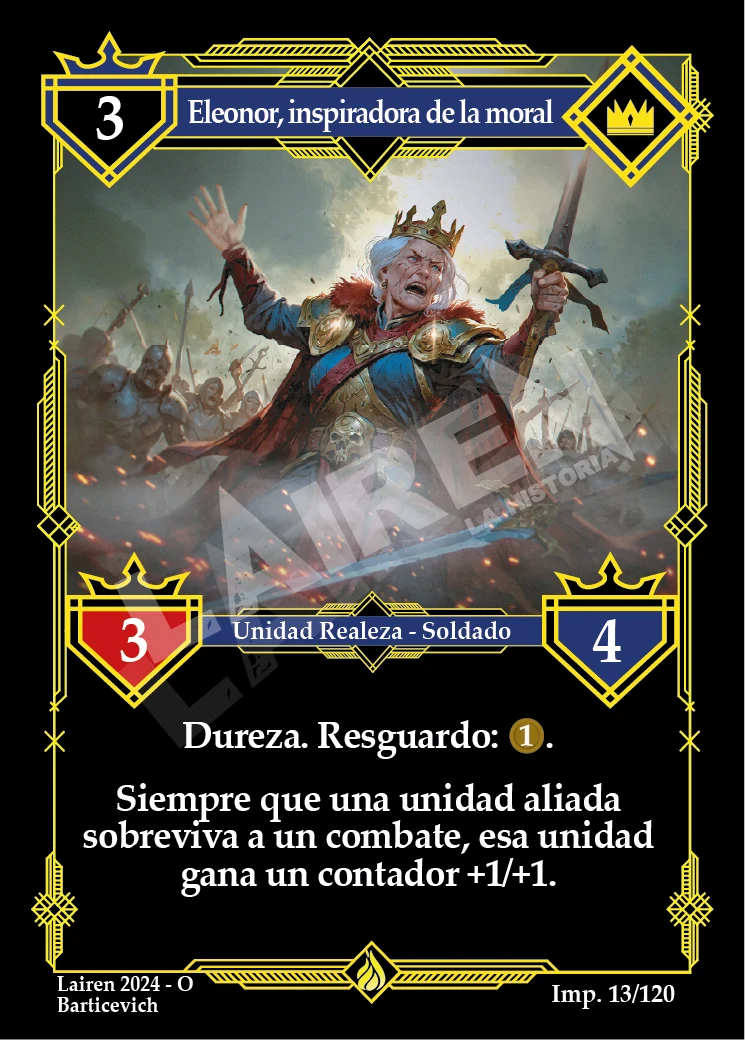 3
Eleonor, inspiradora de la moral
LAIREN
LA HISTORIA
3
Unidad Realeza - Soldado
4
Dureza. Resguardo: 1.
Siempre que una unidad aliada
sobreviva a un combate, esa unidad
gana un contador +1/+1.
Lairen 2024 - O
Barticevich
Imp. 13/120